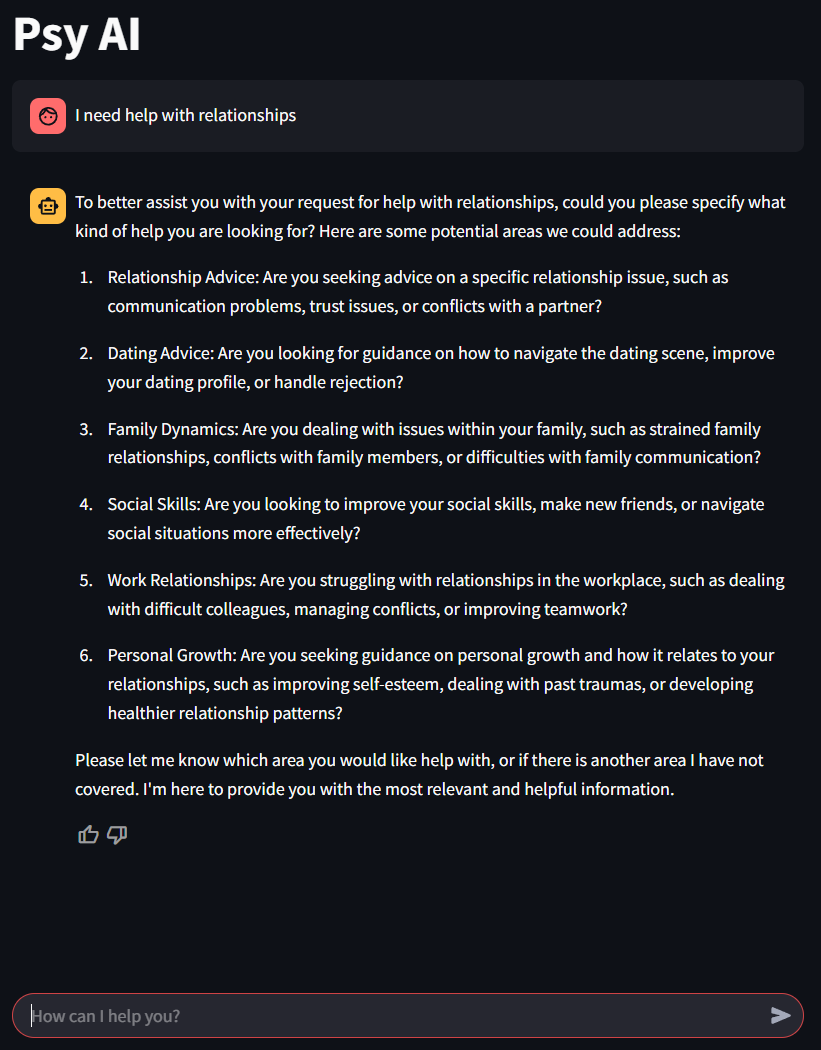 Psy AI
I need help with relationships
To better assist you with your request for help with relationships, could you please specify what
kind of help you are looking for? Here are some potential areas we could address:
1. Relationship Advice: Are you seeking advice on a specific relationship issue, such as
communication problems, trust issues, or conflicts with a partner?
2. Dating Advice: Are you looking for guidance on how to navigate the dating scene, improve
your dating profile, or handle rejection?
3. Family Dynamics: Are you dealing with issues within your family, such as strained family
relationships, conflicts with family members, or difficulties with family communication?
4. Social Skills: Are you looking to improve your social skills, make new friends, or navigate
social situations more effectively?
5. Work Relationships: Are you struggling with relationships in the workplace, such as dealing
with difficult colleagues, managing conflicts, or improving teamwork?
6. Personal Growth: Are you seeking guidance on personal growth and how it relates to your
relationships, such as improving self-esteem, dealing with past traumas, or developing
healthier relationship patterns?
Please let me know which area you would like help with, or if there is another area I have not
covered. I'm here to provide you with the most relevant and helpful information.
How can I help you?